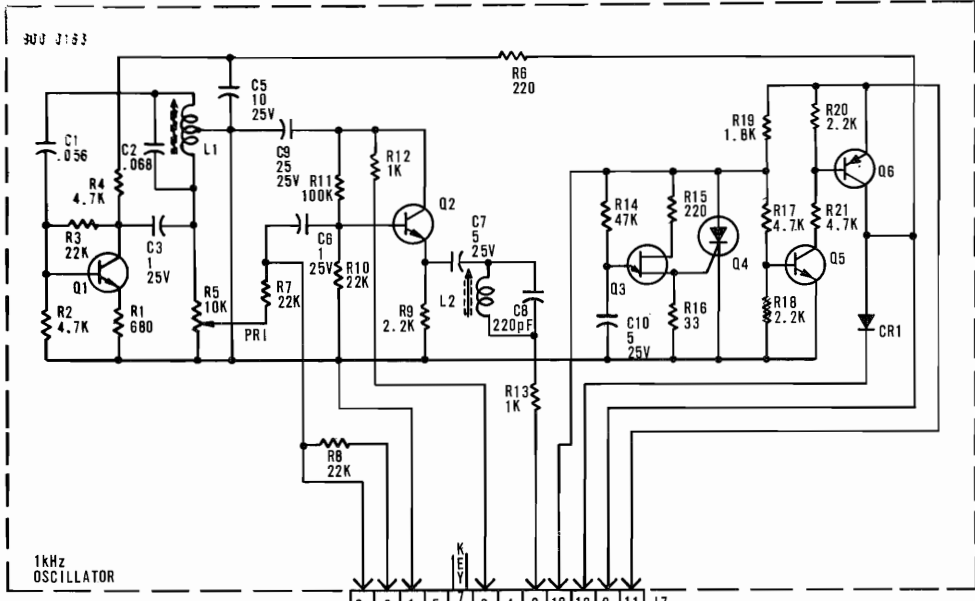 R6
220
C5
10
25V
C1
.056
C2
.068
L1
R4
4.7K
C9
25
25V
R11
100K
R12
1K
Q2
R3
22K
C3
1
25V
C6
1
25V
R10
22K
R7
22K
Q1
R2
4.7K
R1
680
R5
10K
PR1
C7
5
25V
R9
2.2K
L2
C8
220pF
R19
1.8K
R20
2.2K
Q6
R14
47K
R15
220
R17
4.7K
R21
4.7K
Q3
Q4
Q5
R16
33
R18
2.2K
C10
5
25V
CR1
R13
1K
R8
22K
1kHz
OSCILLATOR
KEY
7
11